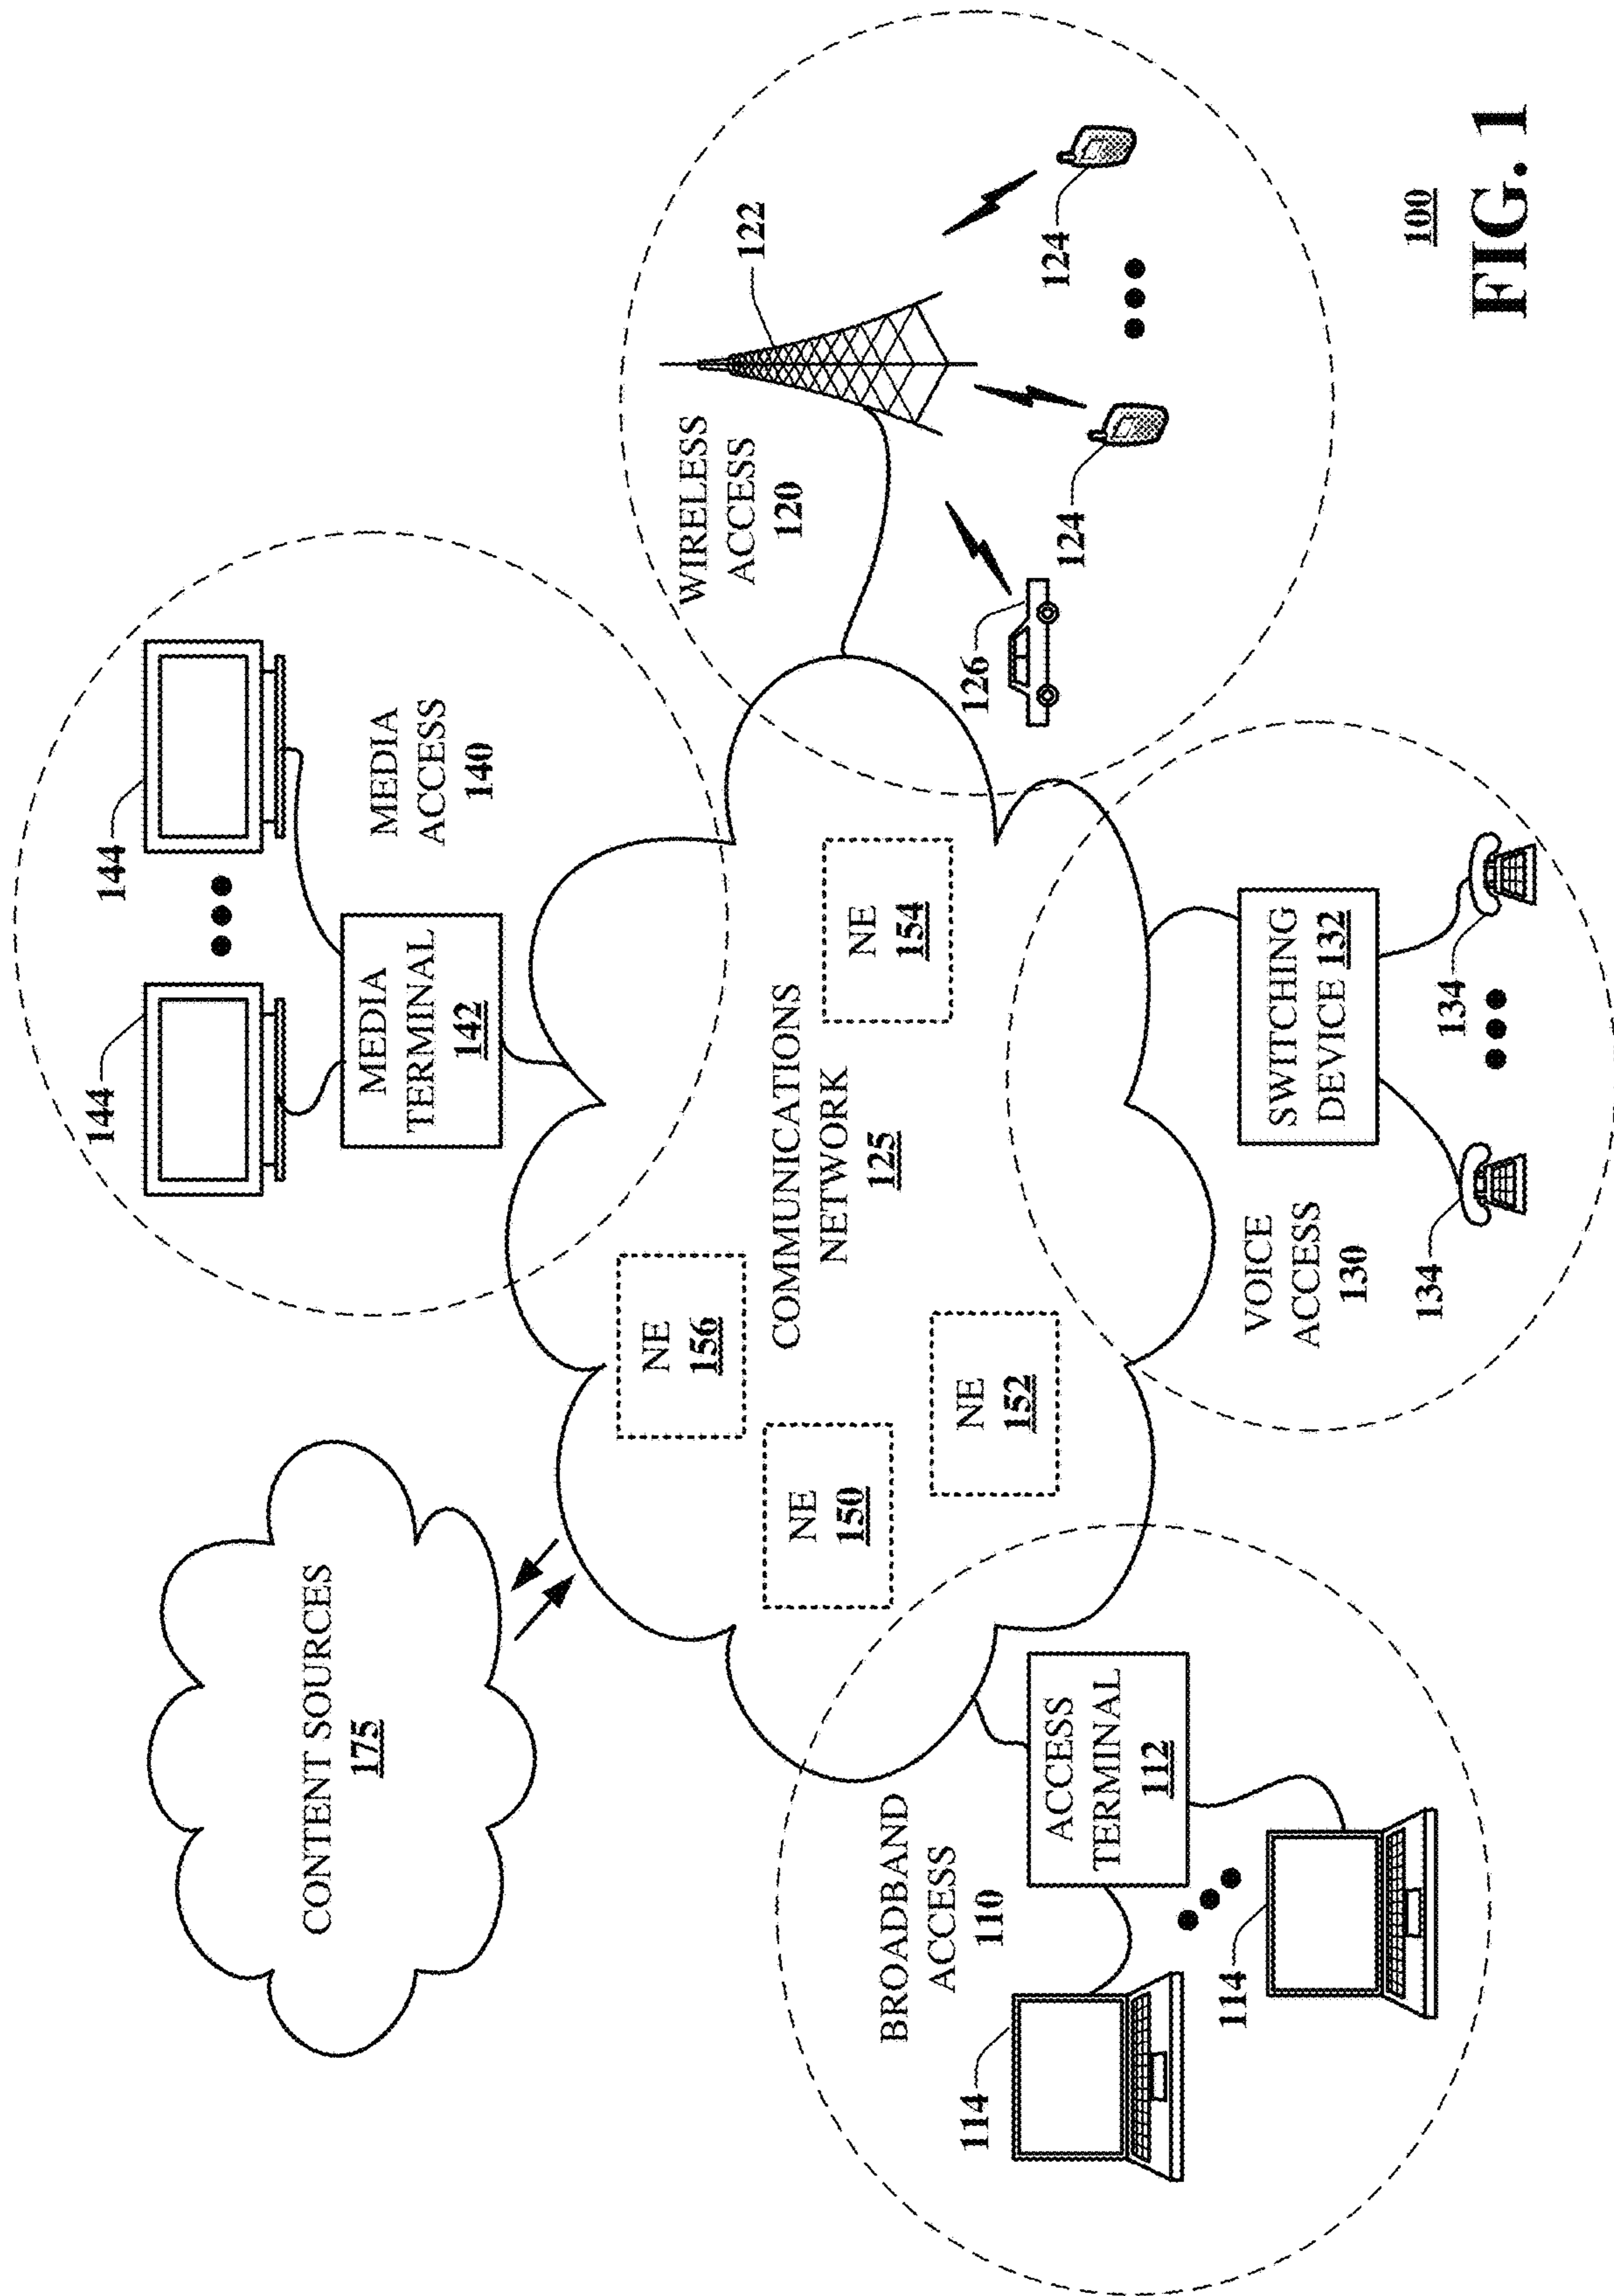 CONTENT SOURCES
175
144
144
MEDIA
TERMINAL
142
MEDIA
ACCESS
140
WIRELESS
ACCESS
120
122
124
124
126
NE
156
NE
150
NE
152
COMMUNICATIONS
NETWORK
125
NE
154
BROADBAND
ACCESS
110
ACCESS
TERMINAL
112
114
114
VOICE
ACCESS
130
SWITCHING
DEVICE 132
134
134
100
FIG. 1